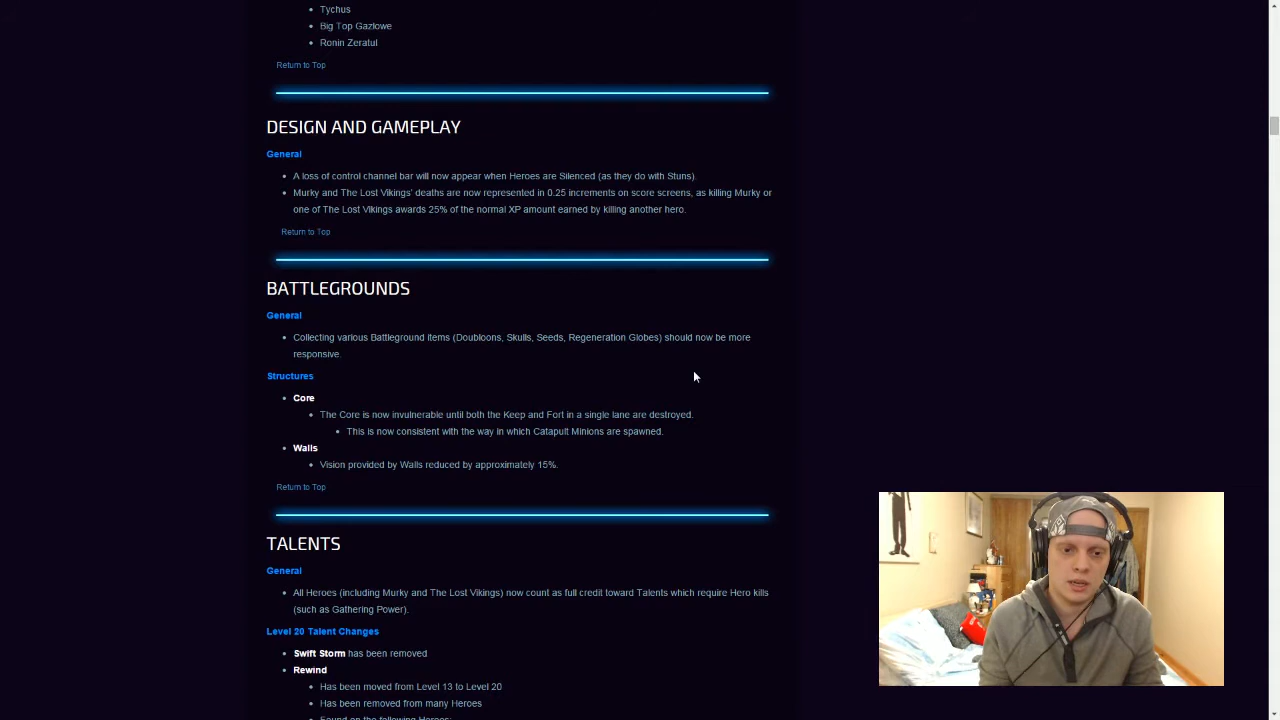 Tychus
Big Top Gazlowe
Ronin Zeratul
Return to Top
DESIGN AND GAMEPLAY
General
A loss of control channel bar will now appear when Heroes are Silenced (as they do with Stuns).
Murky and The Lost Vikings' deaths are now represented in 0.25 increments on score screens, as killing Murky or
one of The Lost Vikings awards 25% of the normal XP amount earned by killing another hero.
Return to Top
BATTLEGROUNDS
General
Collecting various Battleground items (Doubloons, Skulls, Seeds, Regeneration Globes) should now be more
responsive.
Structures
Core
The Core is now invulnerable until both the Keep and Fort in a single lane are destroyed.
This is now consistent with the way in which Catapult Minions are spawned.
Walls
Vision provided by Walls reduced by approximately 15%.
Return to Top
TALENTS
General
All Heroes (including Murky and The Lost Vikings) now count as full credit toward Talents which require Hero kills
(such as Gathering Power).
Level 20 Talent Changes
Swift Storm has been removed
Rewind
Has been moved from Level 13 to Level 20
Has been removed from many Heroes
Found on the following Heroes: